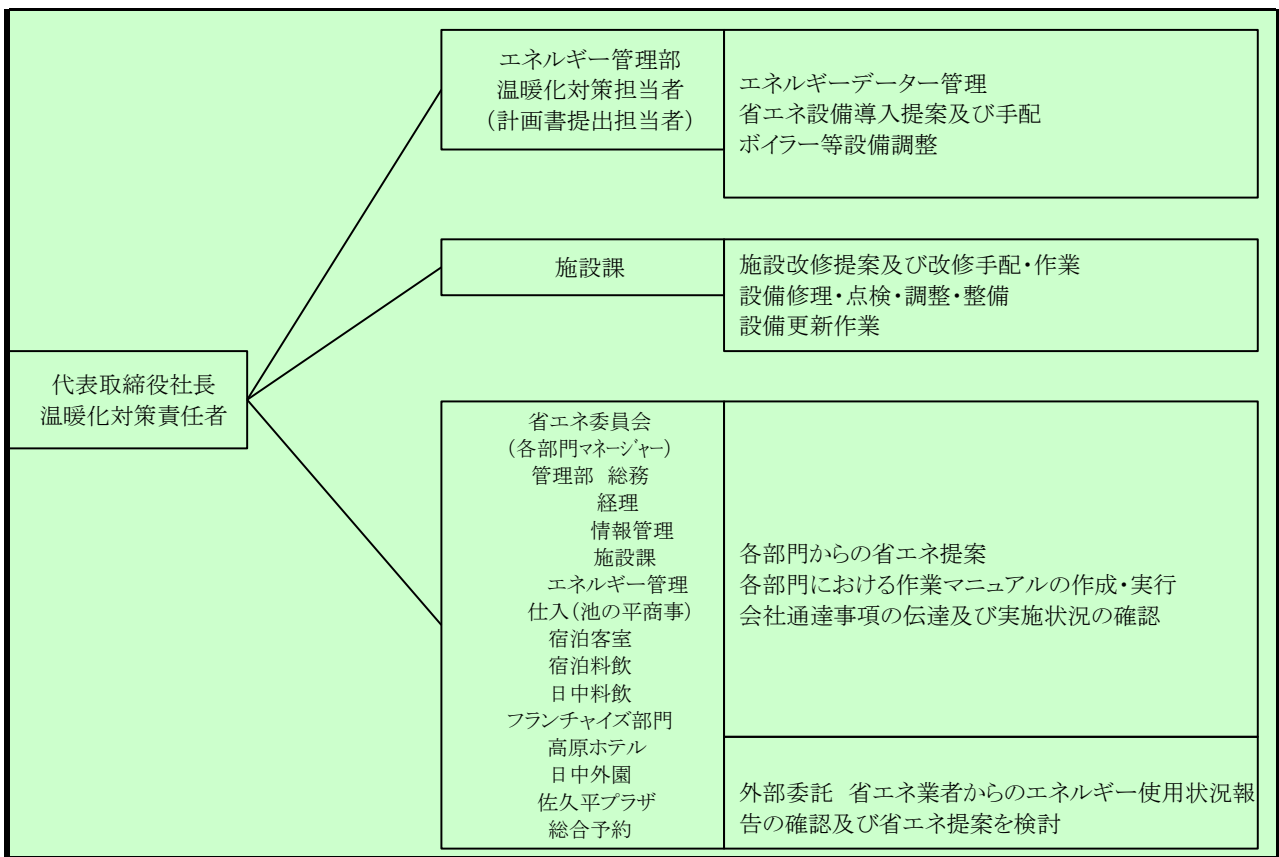 代表取締役社長
温暖化対策責任者
エネルギー管理部
温暖化対策担当者
(計画書提出担当者)
エネルギーデーター管理
省エネ設備導入提案及び手配
ボイラー等設備調整
施設課
施設改修提案及び改修手配・作業
設備修理・点検・調整・整備
設備更新作業
省エネ委員会
(各部門マネージャー)
管理部 総務
経理
情報管理
施設課
エネルギー管理
仕入(池の平商事)
宿泊客室
宿泊料飲
日中料飲
フランチャイズ部門
高原ホテル
日中外園
佐久平プラザ
総合予約
各部門からの省エネ提案
各部門における作業マニュアルの作成・実行
会社通達事項の伝達及び実施状況の確認
外部委託 省エネ業者からのエネルギー使用状況報
告の確認及び省エネ提案を検討